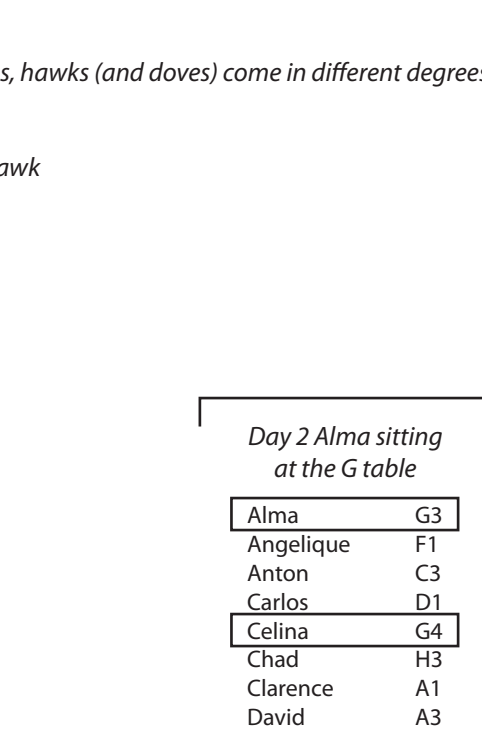 s, hawks (and doves) come in different degrees
awk
Day 2 Alma sitting
at the G table
Alma G3
Angelique F1
Anton C3
Carlos D1
Celina G4
Chad H3
Clarence A1
David A3